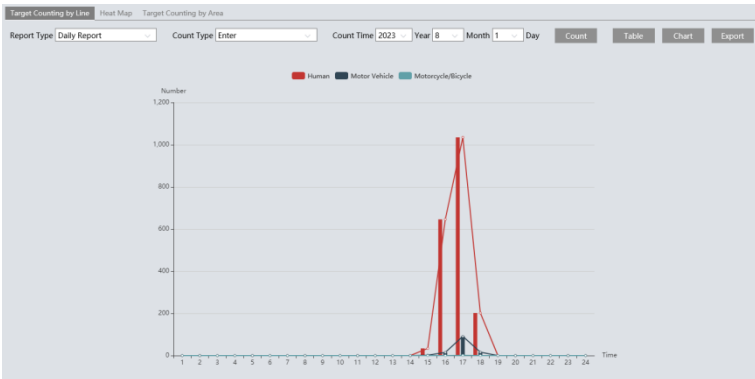 Target Counting by Line Heat Map Target Counting by Area
Report Type Daily Report Count Type Enter Count Time 2023 Year 8 Month 1 Day Count Table Chart Export
Human Motor Vehicle Motorcycle/Bicycle
Number
1,200
1,000
800
600
400
200
0
1 2 3 4 5 6 7 8 9 10 11 12 13 14 15 16 17 18 19 20 21 22 23 24 Time